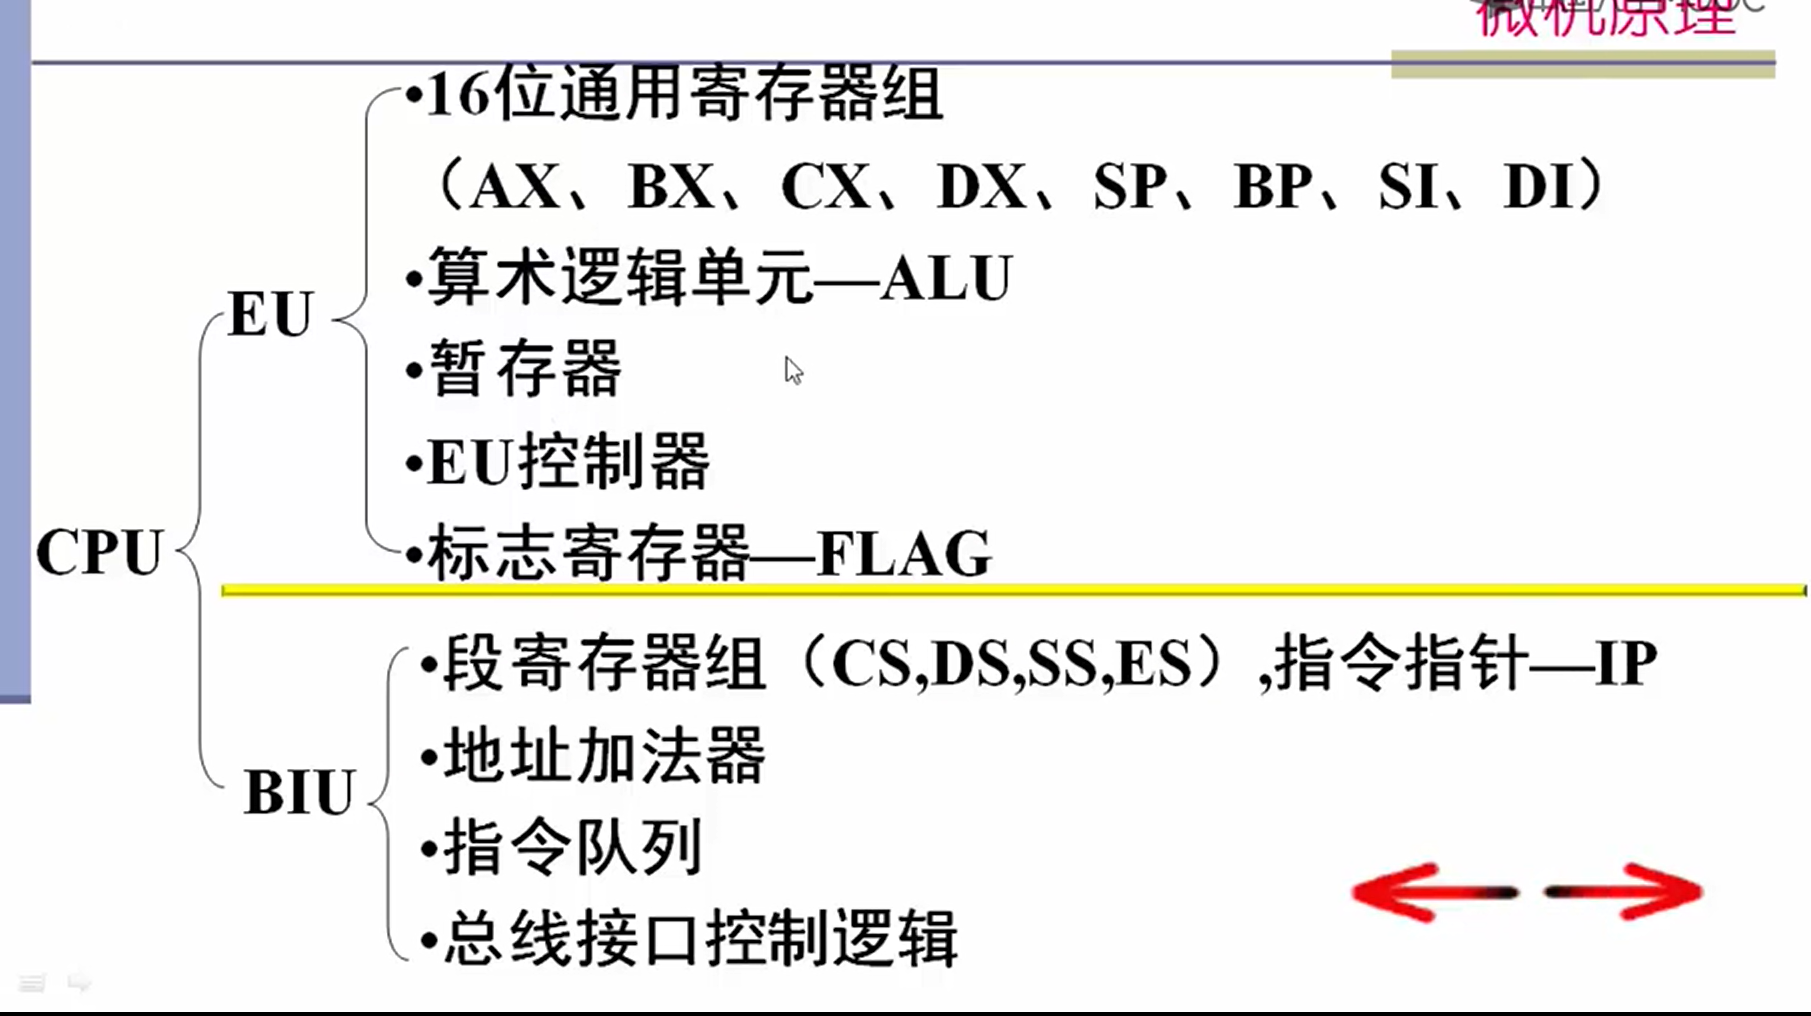 微机原理
•16位通用寄存器组
（AX、BX、CX、DX、SP、BP、SI、DI）
•算术逻辑单元—ALU
EU
•暂存器
•EU控制器
CPU
•标志寄存器—FLAG
•段寄存器组（CS,DS,SS,ES）,指令指针—IP
•地址加法器
BIU
•指令队列
•总线接口控制逻辑